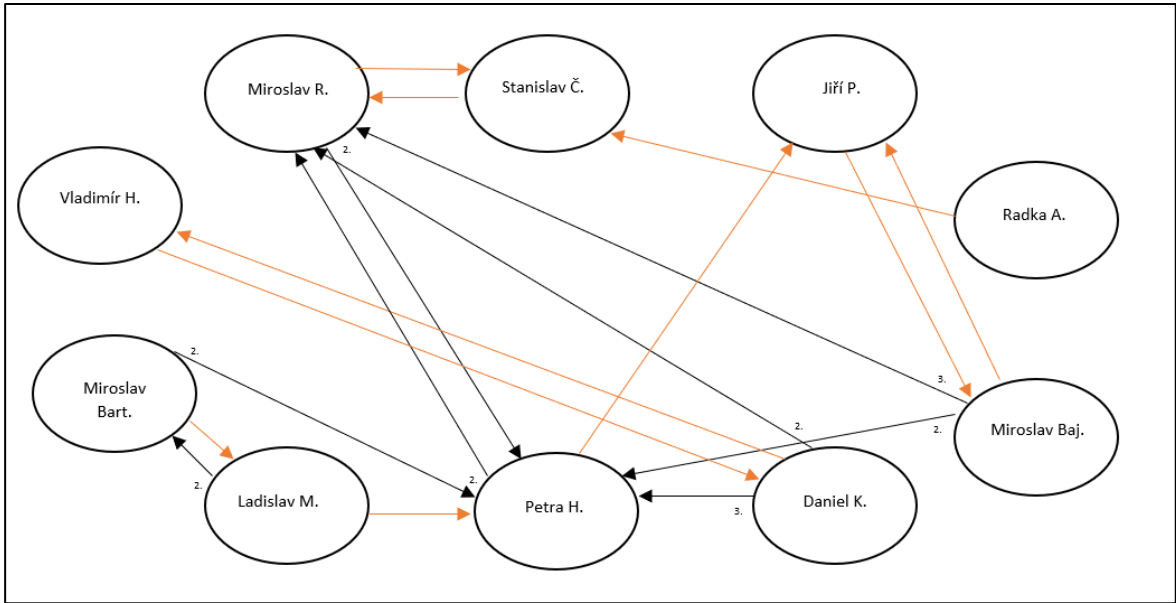 Miroslav R.
Stanislav Č.
Jiří P.
2.
Vladimír H.
Radka A.
2.
Miroslav
Bart.
3.
2.
2.
Miroslav Baj.
2.
2.
Ladislav M.
Petra H.
Daniel K.
3.